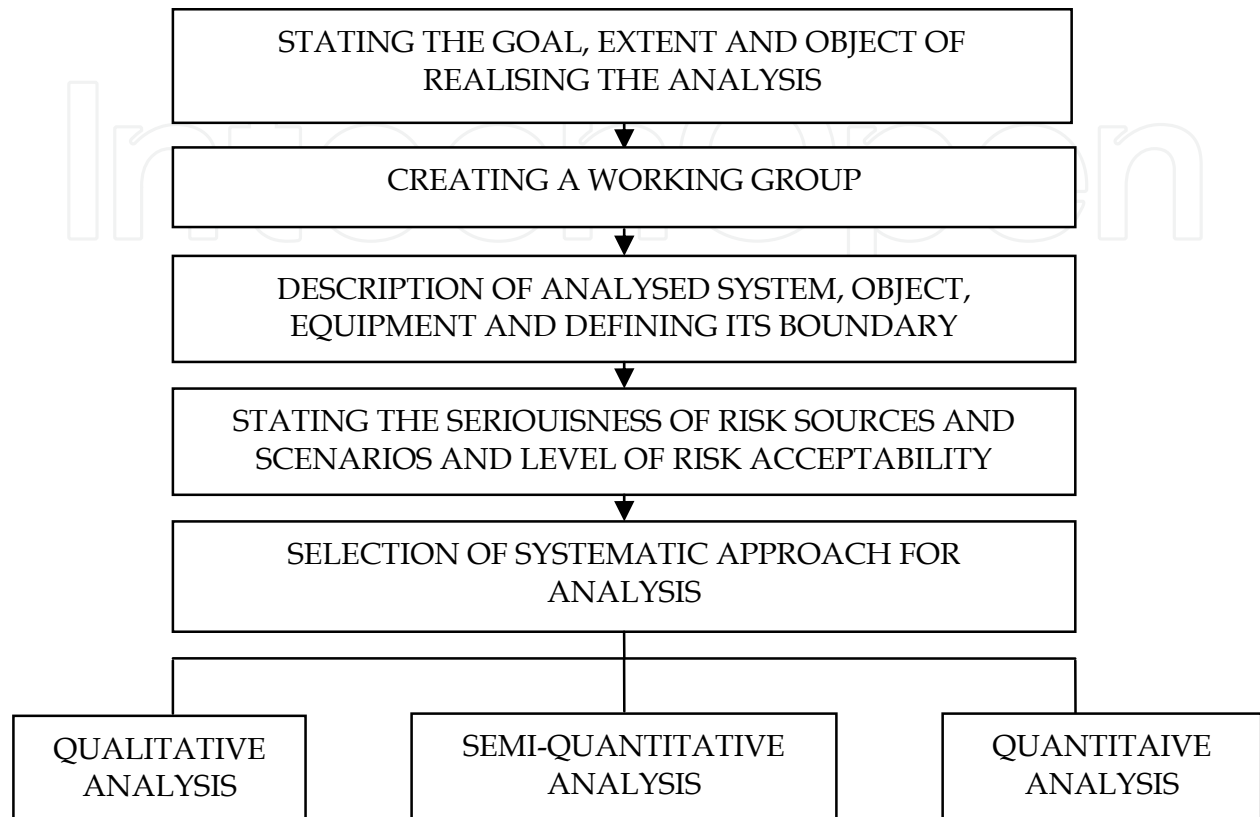 STATING THE GOAL, EXTENT AND OBJECT OF
REALISING THE ANALYSIS
CREATING A WORKING GROUP
DESCRIPTION OF ANALYSED SYSTEM, OBJECT,
EQUIPMENT AND DEFINING ITS BOUNDARY
STATING THE SERIOUISNESS OF RISK SOURCES AND
SCENARIOS AND LEVEL OF RISK ACCEPTABILITY
SELECTION OF SYSTEMATIC APPROACH FOR
ANALYSIS
QUALITATIVE
ANALYSIS
SEMI-QUANTITATIVE
ANALYSIS
QUANTITAIVE
ANALYSIS
IntechOpen